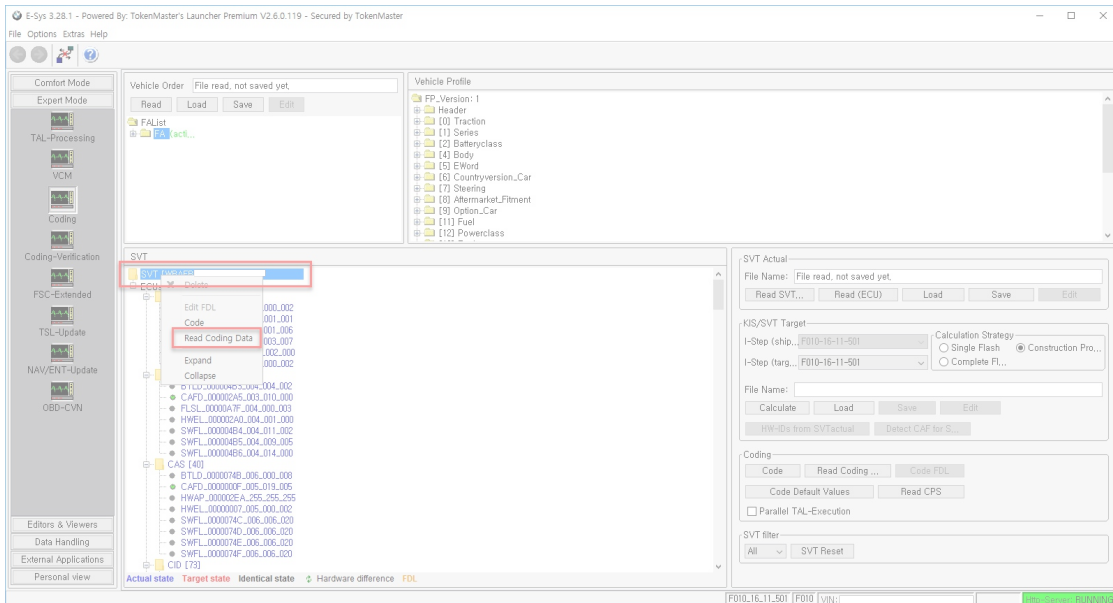 E-Sys 3.28.1 - Powered By: TokenMaster's Launcher Premium V2.6.0.119 - Secured by TokenMaster
File Options Extras Help
Comfort Mode
Expert Mode
TAL-Processing
VCM
Coding
Coding-Verification
FSC-Extended
TSL-Update
NAV/ENT-Update
OBD-CVN
Editors & Viewers
Data Handling
External Applications
Personal view
Vehicle Order File read, not saved yet,
Read Load Save Edit
FAList
FA (acti...
Vehicle Profile
FP_Version: 1
Header
[0] Traction
[1] Series
[2] Batteryclass
[4] Body
[5] EWord
[6] Countryversion_Car
[7] Steering
[8] Aftermarket_Fitment
[9] Option_Car
[11] Fuel
[12] Powerclass
SVT
Delete
Edit FDL
Code
Read Coding Data
Expand
Collapse
000_002
001_001
001_006
003_007
_002_000
000_002
BTLD_000004B3_004_004_002
CAFD_000002A5_003_010_000
FLSL_00000A7F_004_000_003
HWEL_000002A0_004_001_000
SWFL_000004B4_004_011_002
SWFL_000004B5_004_009_005
SWFL_000004B6_004_014_000
CAS [40]
BTLD_0000074B_006_000_008
CAFD_0000000F_005_019_005
HWAP_000002EA_255_255_255
HWEL_00000007_005_000_002
SWFL_0000074C_006_006_020
SWFL_0000074D_006_006_020
SWFL_0000074E_006_006_020
SWFL_0000074F_006_006_020
CID [73]
Actual state Target state Identical state Hardware difference FDL
SVT Actual
File Name: File read, not saved yet,
Read SVT... Read (ECU) Load Save Edit
KIS/SVT Target
I-Step (ship... F010-16-11-501
I-Step (targ... F010-16-11-501
Calculation Strategy
Single Flash Construction Pro...
Complete Fl...
File Name:
Calculate Load Save Edit
HW-IDs from SVTactual Detect CAF for S...
Coding
Code Read Coding ... Code FDL
Code Default Values Read CPS
Parallel TAL-Execution
SVT filter
All SVT Reset
F010_16_11_501 F010 VIN: Http-Server: RUNNING